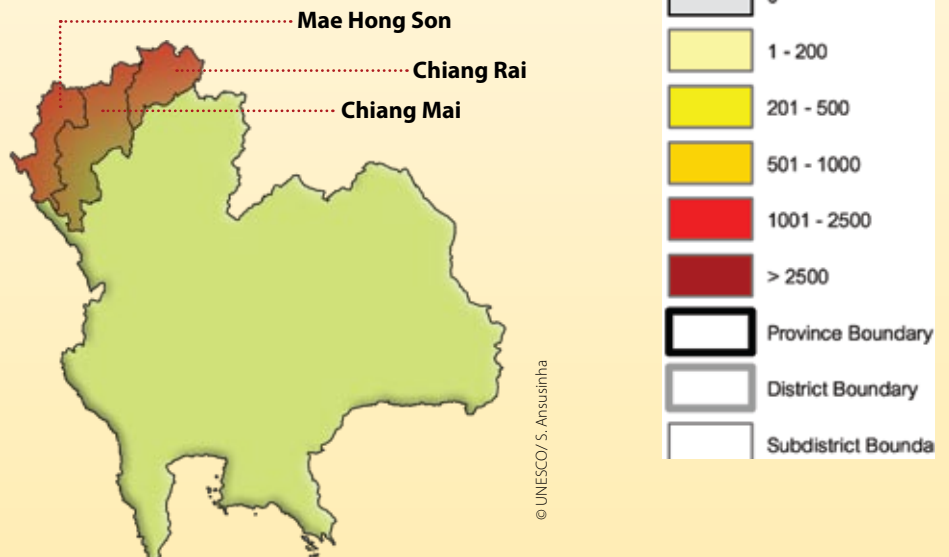 Mae Hong Son
Chiang Rai
Chiang Mai
1 - 200
201 - 500
501 - 1000
1001 - 2500
> 2500
Province Boundary
District Boundary
Subdistrict Bounda
© UNESCO/ S. Ansusinha